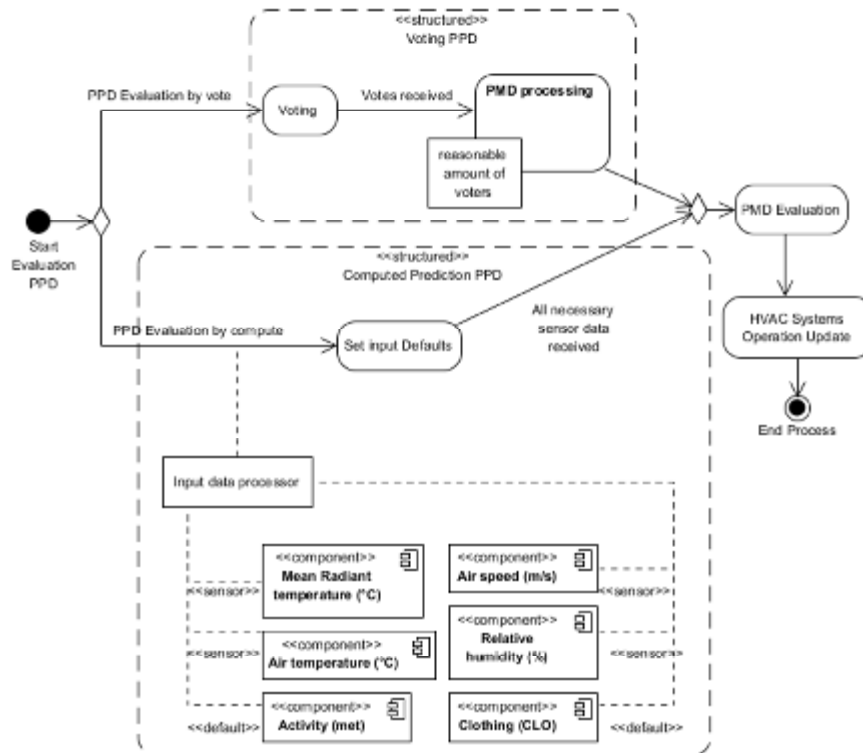 <<structured>>
Voting PPD
PPD Evaluation by vote
Voting
Votes received
PMD processing
reasonable
amount of
voters
Start
Evaluation
PPD
PMD Evaluation
<<structured>>
Computed Prediction PPD
PPD Evaluation by compute
Set input Defaults
All necessary
sensor data
received
HVAC Systems
Operation Update
End Process
Input data processor
<<component>>
Mean Radiant
temperature (°C)
<<sensor>>
<<component>>
Air speed (m/s)
<<sensor>>
<<component>>
Air temperature (°C)
<<sensor>>
<<component>>
Relative
humidity (%)
<<sensor>>
<<component>>
Activity (met)
<<default>>
<<component>>
Clothing (CLO)
<<default>>